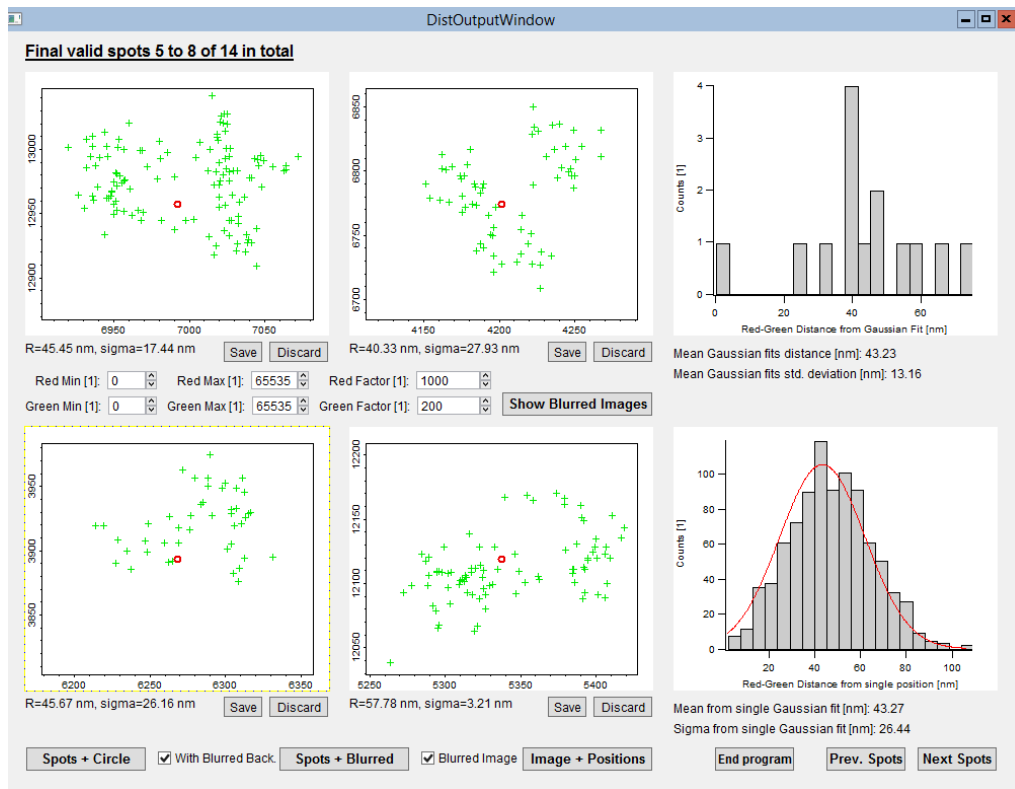 DistOutputWindow
Final valid spots 5 to 8 of 14 in total
13000
12950
12900
6950 7000 7050
R=45.45 nm, sigma=17.44 nm
Save Discard
6850
6800
6750
6700
4150 4200 4250
R=40.33 nm, sigma=27.93 nm
Save Discard
Counts [1]
4
3
2
1
0
0 20 40 60
Red-Green Distance from Gaussian Fit [nm]
Mean Gaussian fits distance [nm]: 43.23
Mean Gaussian fits std. deviation [nm]: 13.16
Red Min [1]: 0 Red Max [1]: 65535 Red Factor [1]: 1000
Green Min [1]: 0 Green Max [1]: 65535 Green Factor [1]: 200 Show Blurred Images
3950
3900
3850
6200 6250 6300 6350
R=45.67 nm, sigma=26.16 nm
Save Discard
12200
12150
12100
12050
5250 5300 5350 5400
R=57.78 nm, sigma=3.21 nm
Save Discard
Counts [1]
100
80
60
40
20
0
20 40 60 80 100
Red-Green Distance from single position [nm]
Mean from single Gaussian fit [nm]: 43.27
Sigma from single Gaussian fit [nm]: 26.44
Spots + Circle With Blurred Back. Spots + Blurred Blurred Image Image + Positions End program Prev. Spots Next Spots